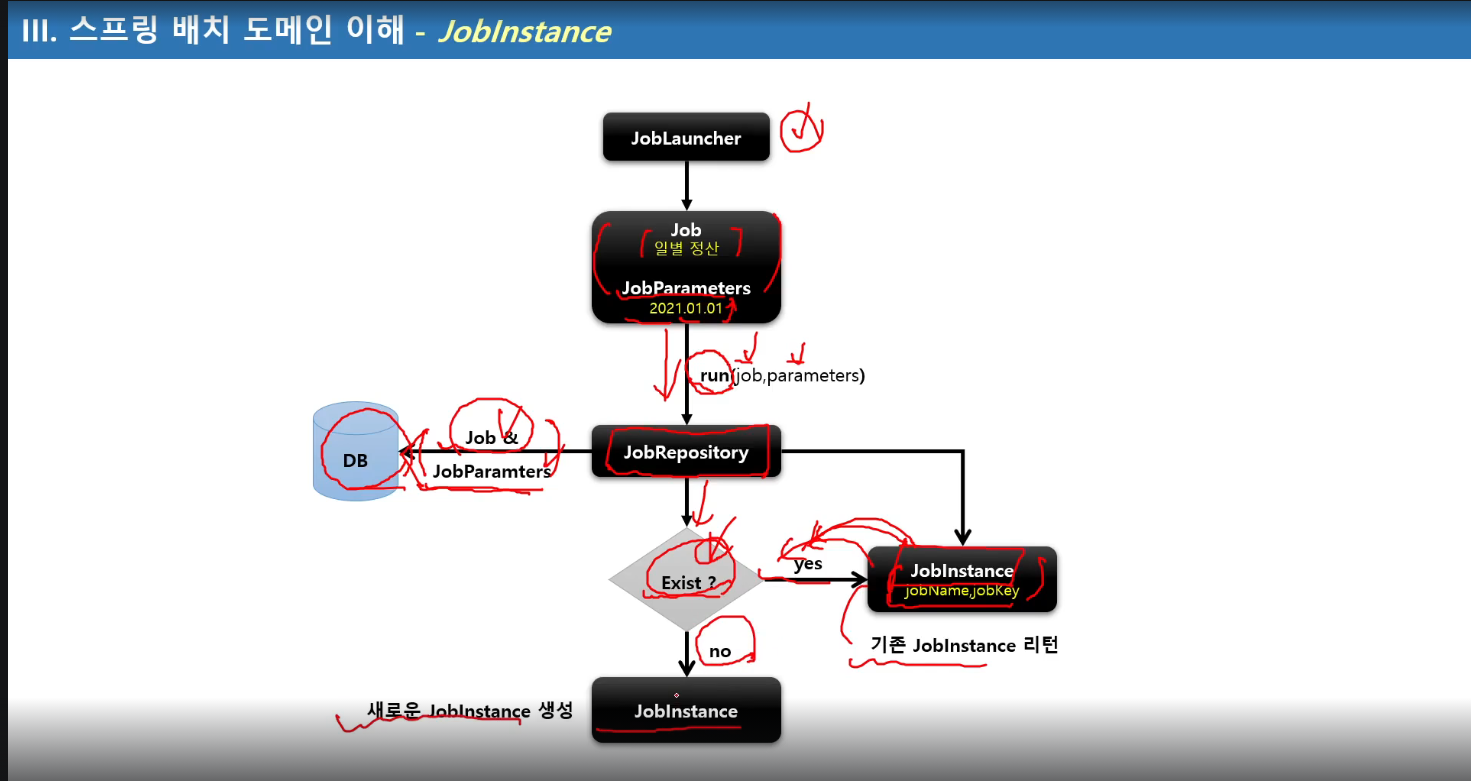 III. 스프링 배치 도메인 이해 - JobInstance
JobLauncher
Job
일별 정산
JobParameters
2021.01.01
run(job,parameters)
DB
Job &
JobParamters
JobRepository
Exist ?
yes
JobInstance
jobName,jobKey
기존 JobInstance 리턴
no
새로운 JobInstance 생성
JobInstance